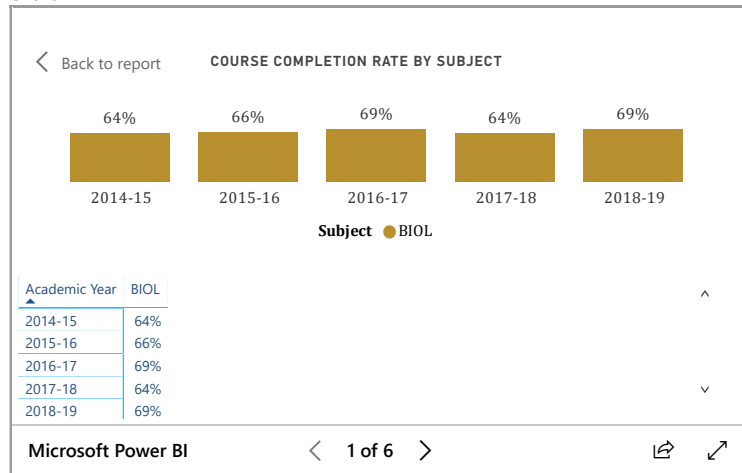 Back to report
COURSE COMPLETION RATE BY SUBJECT
64% 66% 69% 64% 69%
2014-15 2015-16 2016-17 2017-18 2018-19
Subject BIOL
Academic Year BIOL
2014-15 64%
2015-16 66%
2016-17 69%
2017-18 64%
2018-19 69%
Microsoft Power BI
1 of 6